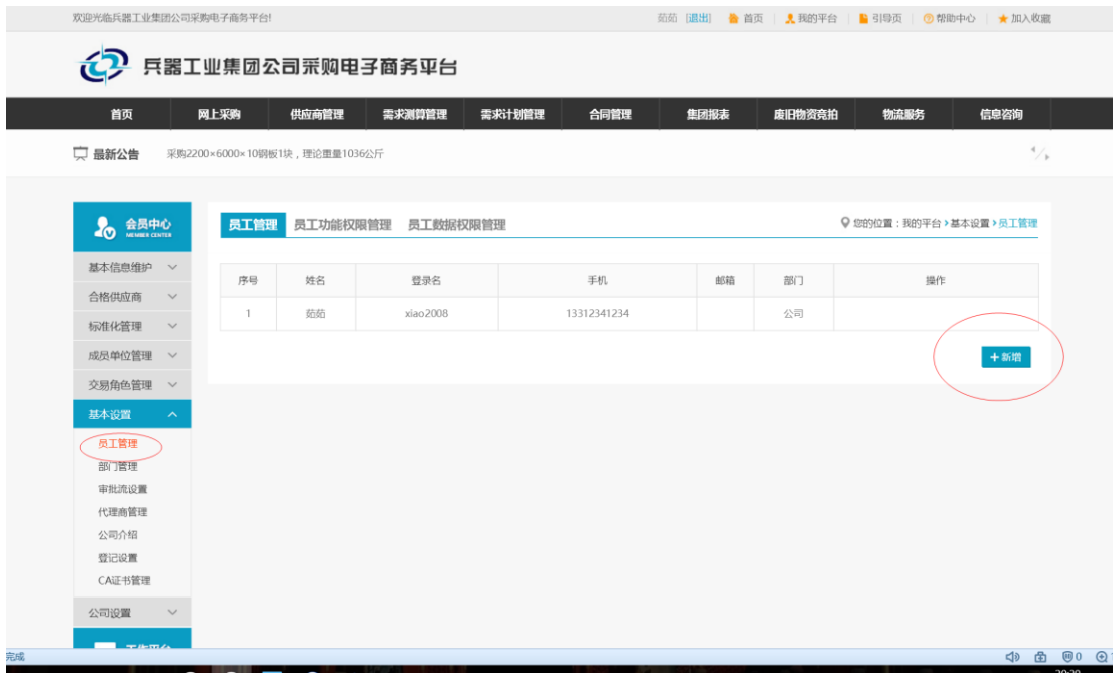 欢迎光临兵器工业集团公司采购电子商务平台! 茹茹 [退出] 首页 我的平台 引导页 帮助中心 加入收藏
兵器工业集团公司采购电子商务平台
首页 网上采购 供应商管理 需求测算管理 需求计划管理 合同管理 集团报表 废旧物资竞拍 物流服务 信息咨询
最新公告 采购2200×6000×10钢板1块，理论重量1036公斤
会员中心
MEMBER CENTER
员工管理 员工功能权限管理 员工数据权限管理 您的位置：我的平台 基本设置 员工管理
基本信息维护
合格供应商
标准化管理
成员单位管理
交易角色管理
基本设置
员工管理
部门管理
审批流设置
代理商管理
公司介绍
登记设置
CA证书管理
公司设置
序号 姓名 登录名 手机 邮箱 部门 操作
1 茹茹 xiao2008 13312341234 公司
新增
完成 0